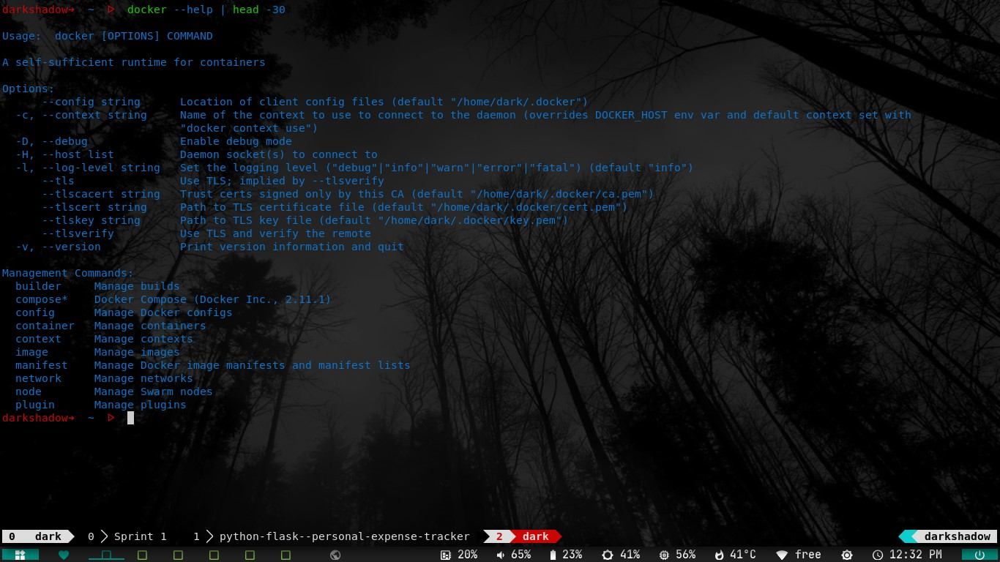 darkshadow→ ~ ᐅ docker --help | head -30
Usage:  docker [OPTIONS] COMMAND
A self-sufficient runtime for containers
Options:
      --config string      Location of client config files (default "/home/dark/.docker")
  -c, --context string     Name of the context to use to connect to the daemon (overrides DOCKER_HOST env var and default context set with
                           "docker context use")
  -D, --debug              Enable debug mode
  -H, --host list          Daemon socket(s) to connect to
  -l, --log-level string   Set the logging level ("debug"|"info"|"warn"|"error"|"fatal") (default "info")
      --tls                Use TLS; implied by --tlsverify
      --tlscacert string   Trust certs signed only by this CA (default "/home/dark/.docker/ca.pem")
      --tlscert string     Path to TLS certificate file (default "/home/dark/.docker/cert.pem")
      --tlskey string      Path to TLS key file (default "/home/dark/.docker/key.pem")
      --tlsverify          Use TLS and verify the remote
  -v, --version            Print version information and quit
Management Commands:
  builder     Manage builds
  compose*    Docker Compose (Docker Inc., 2.11.1)
  config      Manage Docker configs
  container   Manage containers
  context     Manage contexts
  image       Manage images
  manifest    Manage Docker image manifests and manifest lists
  network     Manage networks
  node        Manage Swarm nodes
  plugin      Manage plugins
darkshadow→ ~ ᐅ
0 dark 0 Sprint 1 1 python-flask--personal-expense-tracker 2 dark darkshadow
20% 65% 23% 41% 56% 41°C free 12:32 PM